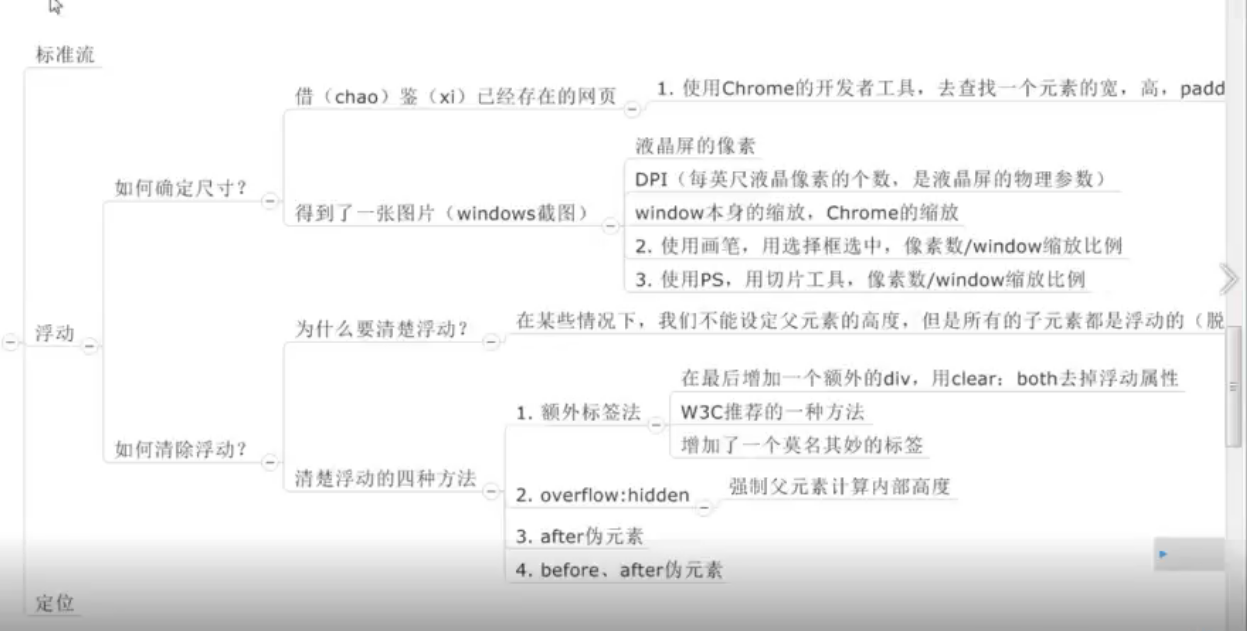 标准流
借（chao）鉴（xi）已经存在的网页
1. 使用Chrome的开发者工具，去查找一个元素的宽，高，padd
液晶屏的像素
如何确定尺寸？
DPI（每英尺液晶像素的个数，是液晶屏的物理参数）
得到了一张图片（windows截图）
window本身的缩放，Chrome的缩放
2. 使用画笔，用选择框选中，像素数/window缩放比例
3. 使用PS，用切片工具，像素数/window缩放比例
浮动
为什么要清楚浮动？
在某些情况下，我们不能设定父元素的高度，但是所有的子元素都是浮动的（脱
在最后增加一个额外的div，用clear：both去掉浮动属性
1. 额外标签法
W3C推荐的一种方法
增加了一个莫名其妙的标签
如何清除浮动？
清楚浮动的四种方法
2. overflow:hidden
强制父元素计算内部高度
3. after伪元素
4. before、after伪元素
定位